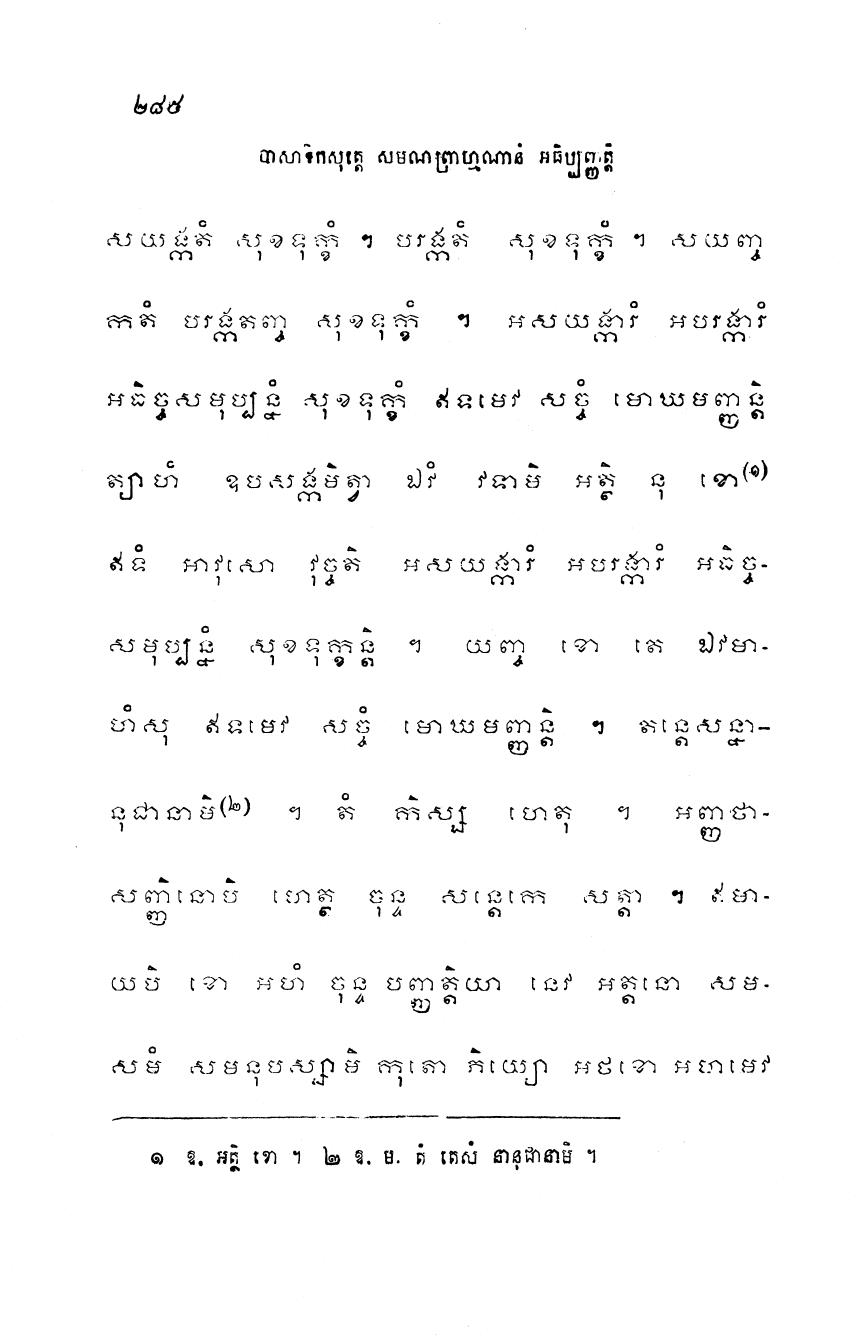 ២៨៥
បាសាទិកសុត្តេ សមណព្រាហ្មណានំ អធិប្បញ្ញត្តិ
សយង្កតំ សុខទុក្ខំ ។ បរង្កតំ សុខទុក្ខំ ។ សយញ្ច
កតំ បរង្កតញ្ច សុខទុក្ខំ ។ អសយង្ការំ អបរង្ការំ
អធិច្ចសមុប្បន្នំ សុខទុក្ខំ ឥទមេវ សច្ចំ មោឃមញ្ញន្តិ
ត្យាហំ ឧបសង្កមិត្វា ឯវំ វទាមិ អត្ថិ នុ ខោ(១)
ឥទំ អាវុសោ វុច្ចតិ អសយង្ការំ អបរង្ការំ អធិច្ច-
សមុប្បន្នំ សុខទុក្ខន្តិ ។ យញ្ច ខោ តេ ឯវមា-
ហំសុ ឥទមេវ សច្ចំ មោឃមញ្ញន្តិ ។ តន្តេសន្នា-
នុជានាមិ(២) ។ តំ កិស្ស ហេតុ ។ អញ្ញថា-
សញ្ញិនោបិ ហេត្ថ ចុន្ទ សន្តេកេ សត្តា ។ ឥមា-
យបិ ខោ អហំ ចុន្ទ បញ្ញត្តិយា នេវ អត្តនោ សម-
សមំ សមនុបស្សាមិ កុតោ ភិយ្យោ អថខោ អហមេវ
១ ឱ. អត្ថិ ខោ ។ ២ ឱ. ម. តំ តេសំ នានុជានាមិ ។